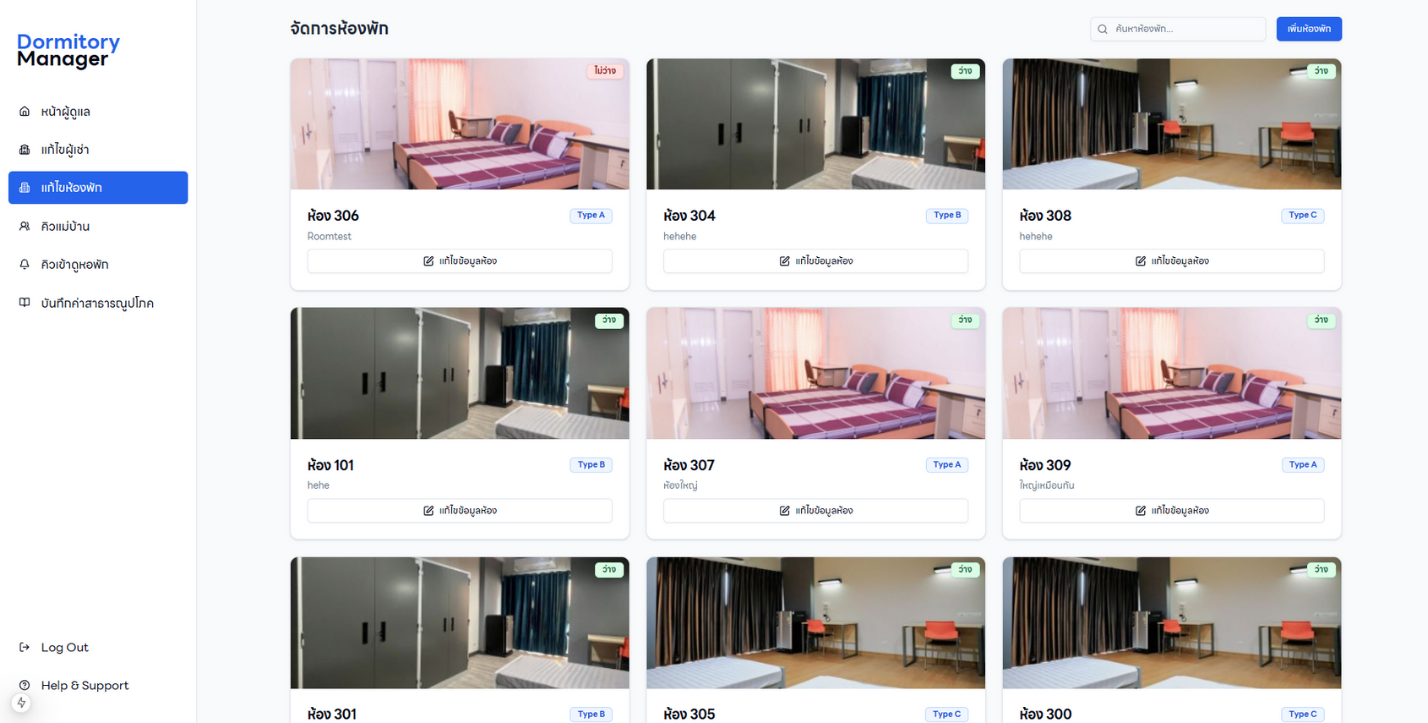 Dormitory
Manager
หน้าผู้ดูแล
แก้ไขผู้เช่า
แก้ไขห้องพัก
คิวแม่บ้าน
คิวเข้าดูหอพัก
บันทึกค่าสาธารณูปโภค
Log Out
Help & Support
จัดการห้องพัก
ค้นหาห้องพัก...
เพิ่มห้องพัก
ไม่ว่าง
ห้อง 306
Type A
Roomtest
แก้ไขข้อมูลห้อง
ว่าง
ห้อง 304
Type B
hehehe
แก้ไขข้อมูลห้อง
ว่าง
ห้อง 308
Type C
hehehe
แก้ไขข้อมูลห้อง
ว่าง
ห้อง 101
Type B
hehe
แก้ไขข้อมูลห้อง
ว่าง
ห้อง 307
Type A
ห้องใหญ่
แก้ไขข้อมูลห้อง
ว่าง
ห้อง 309
Type A
ใหญ่เหมือนกัน
แก้ไขข้อมูลห้อง
ว่าง
ห้อง 301
Type B
ว่าง
ห้อง 305
Type C
ว่าง
ห้อง 300
Type C